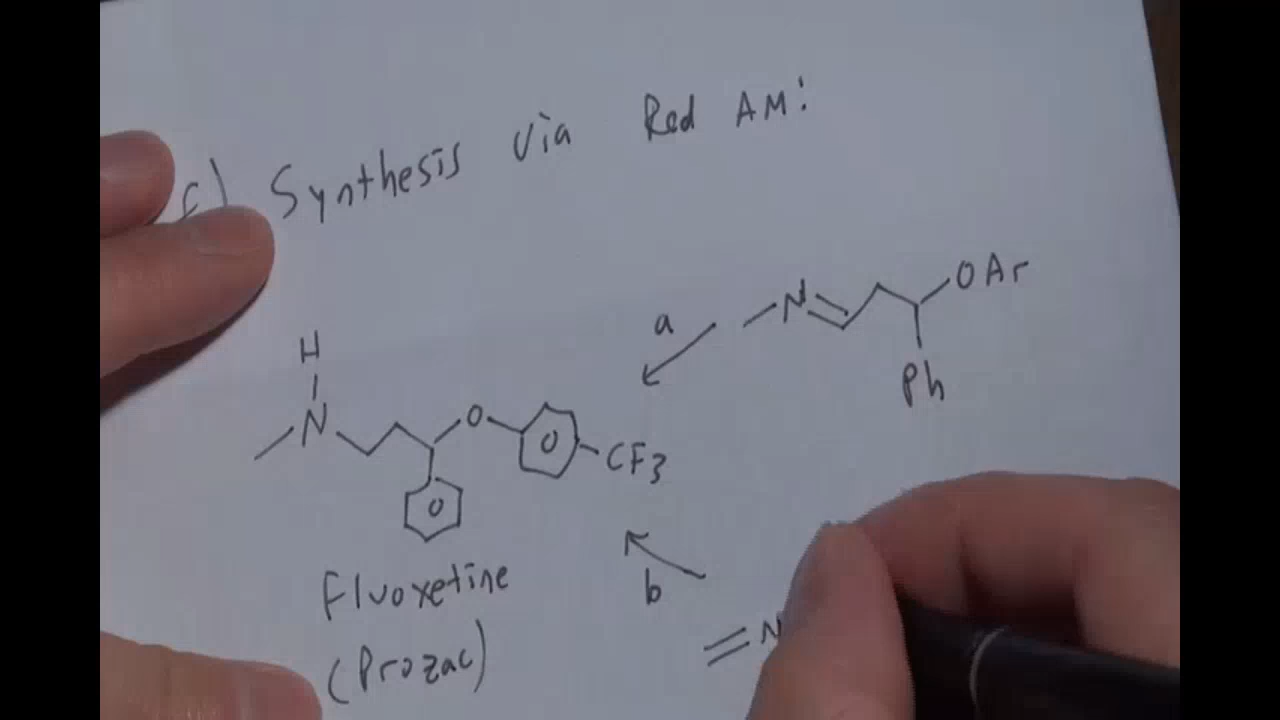 c) Synthesis via Red AM:
a
N
OAr
Ph
H
N
O
CF3
Fluoxetine
(Prozac)
b
=N